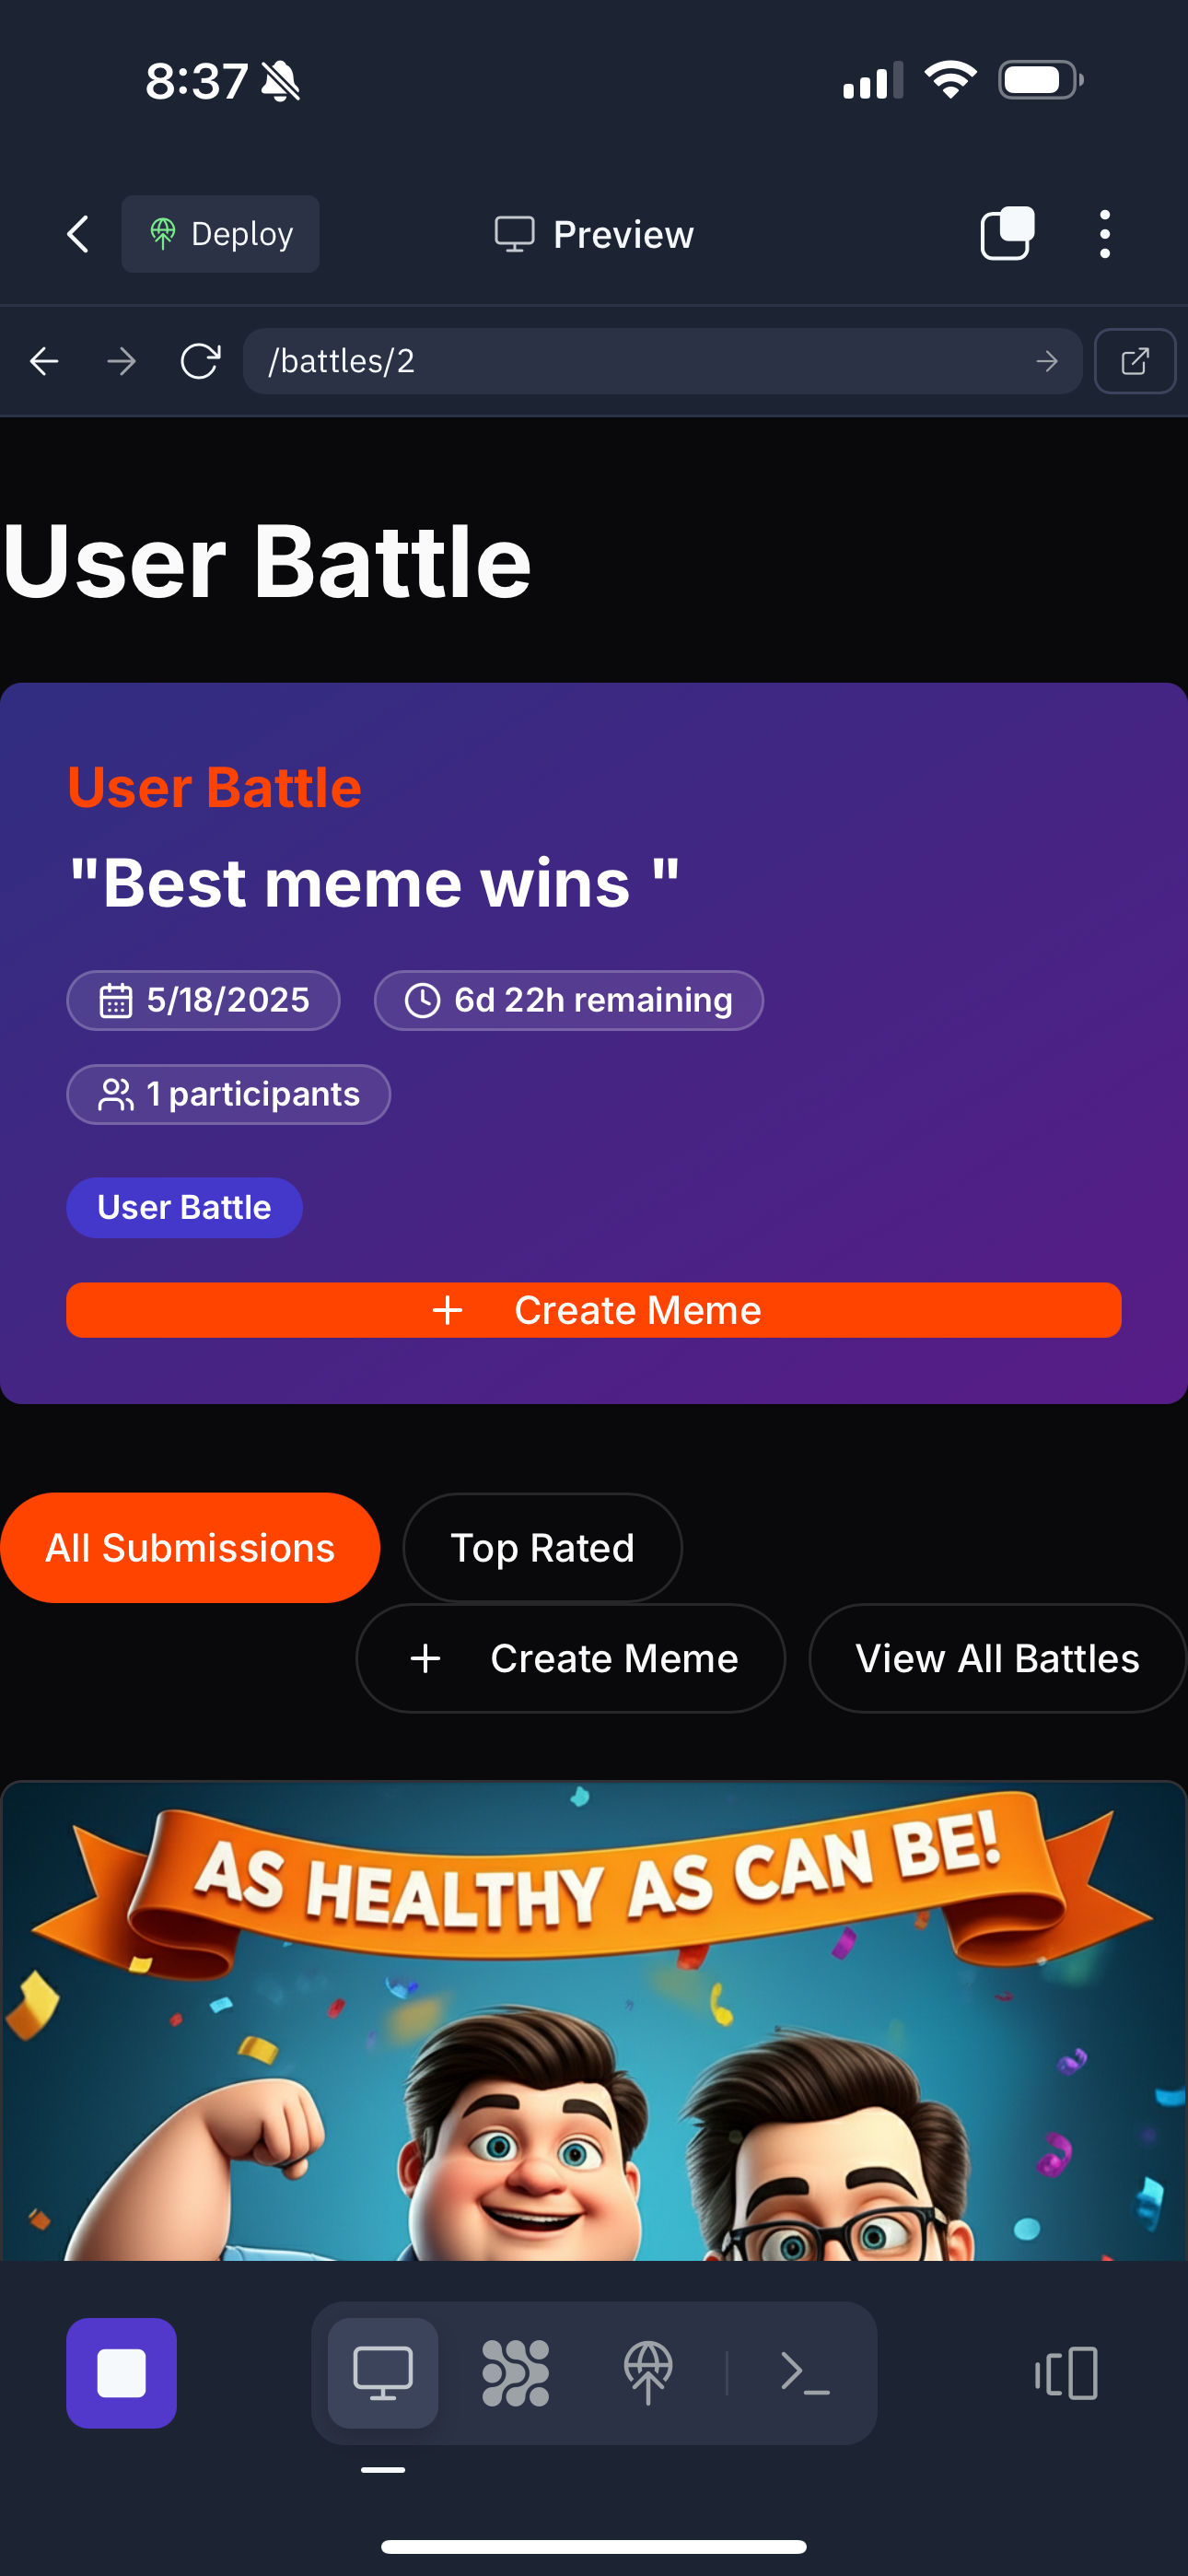 8:37
Deploy
Preview
/battles/2
User Battle
User Battle
"Best meme wins "
5/18/2025
6d 22h remaining
1 participants
User Battle
+ Create Meme
All Submissions
Top Rated
+ Create Meme
View All Battles
AS HEALTHY AS CAN BE!